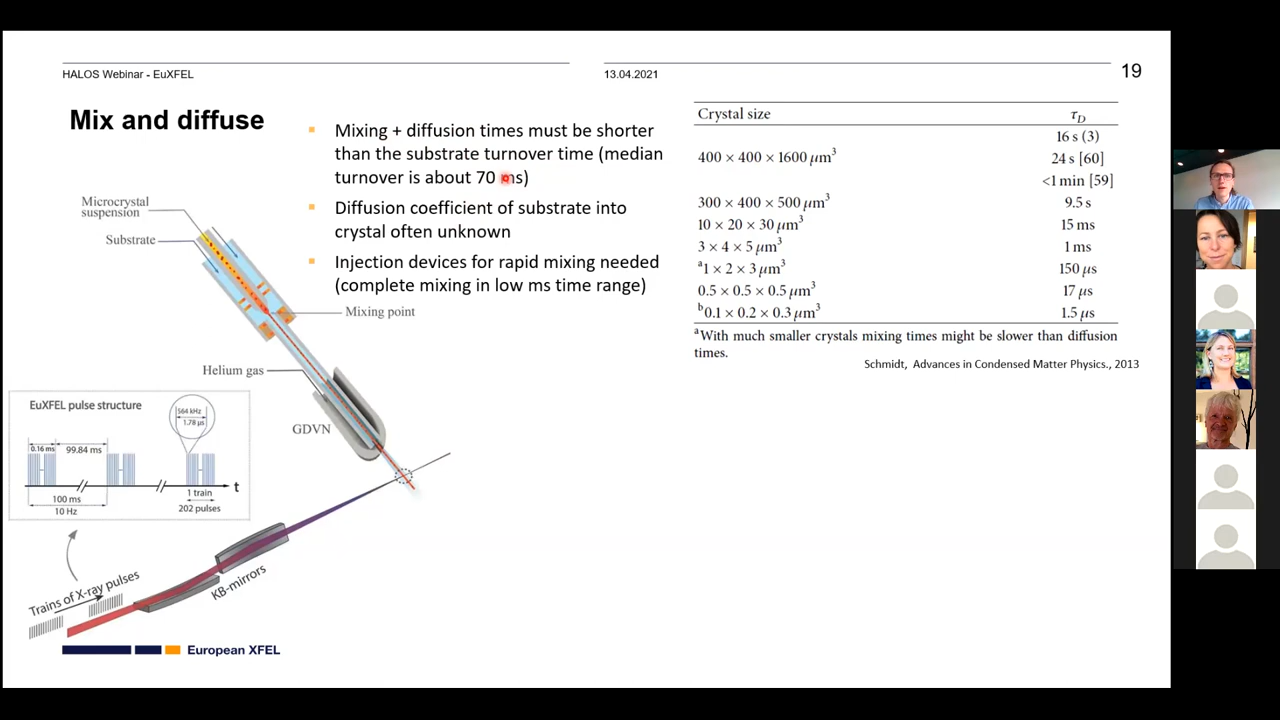 HALOS Webinar - EuXFEL
13.04.2021
19
Mix and diffuse
Mixing + diffusion times must be shorter
than the substrate turnover time (median
turnover is about 70 ms)
Diffusion coefficient of substrate into
crystal often unknown
Injection devices for rapid mixing needed
(complete mixing in low ms time range)
Microcrystal
suspension
Substrate
Mixing point
Helium gas
GDVN
EuXFEL pulse structure
564 kHz
1.78 µs
0.16 ms
99.84 ms
t
100 ms
10 Hz
1 train
202 pulses
Trains of X-ray pulses
KB-mirrors
European XFEL
Crystal size τD
16 s (3)
400 × 400 × 1600 µm³ 24 s [60]
<1 min [59]
300 × 400 × 500 µm³ 9.5 s
10 × 20 × 30 µm³ 15 ms
3 × 4 × 5 µm³ 1 ms
ᵃ1 × 2 × 3 µm³ 150 µs
0.5 × 0.5 × 0.5 µm³ 17 µs
ᵇ0.1 × 0.2 × 0.3 µm³ 1.5 µs
ᵃWith much smaller crystals mixing times might be slower than diffusion
times.
Schmidt, Advances in Condensed Matter Physics., 2013